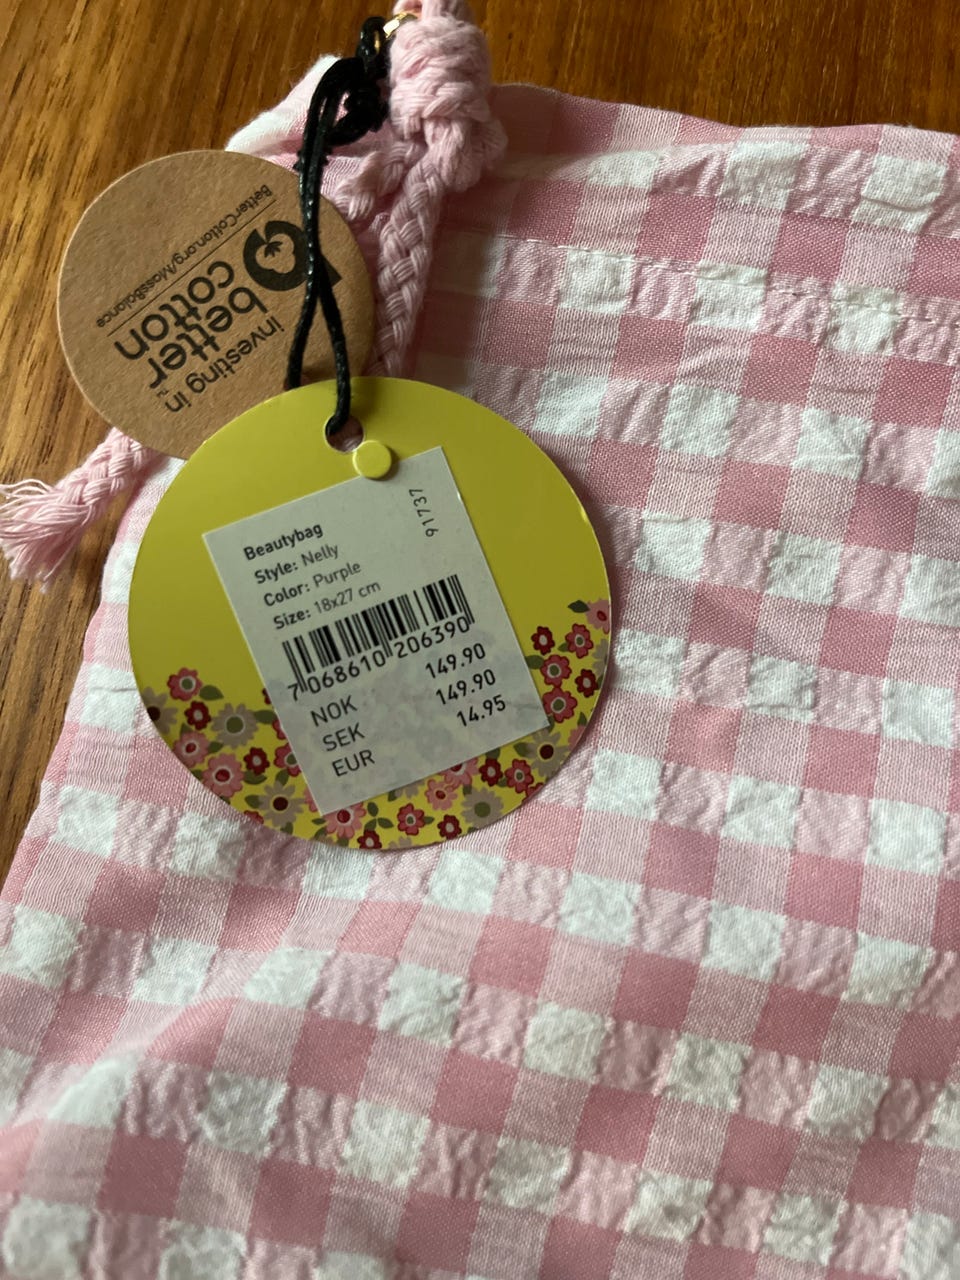 investing in
better
cotton™
BetterCotton.org/MassBalance
91737
Beautybag
Style: Nelly
Color: Purple
Size: 18x27 cm
7 068610 206390
NOK 149.90
SEK 149.90
EUR 14.95